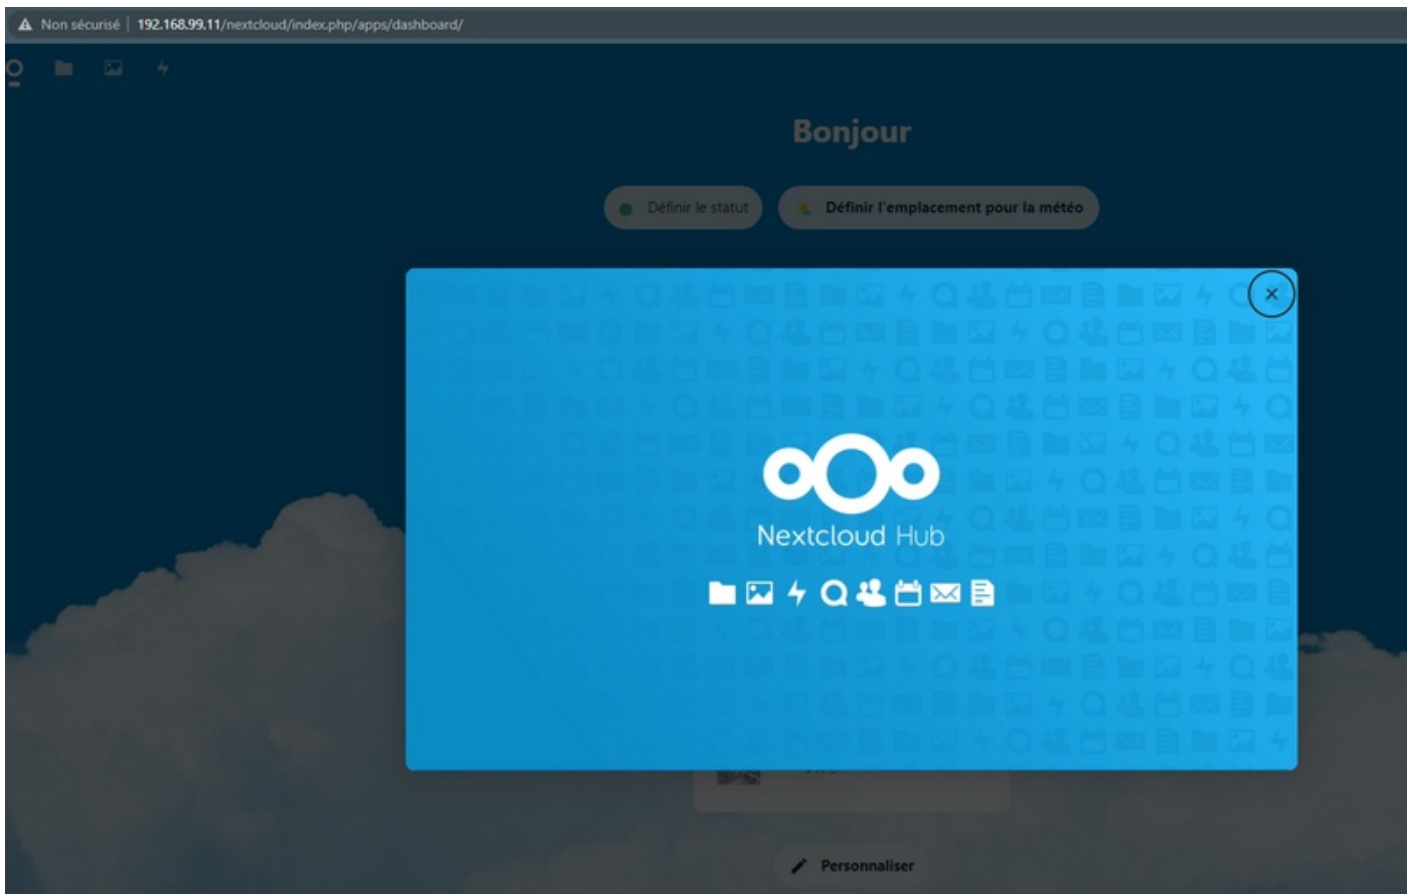 Non sécurisé | 192.168.99.11/nextcloud/index.php/apps/dashboard/
Bonjour
Définir le statut
Définir l'emplacement pour la météo
Nextcloud Hub
Personnaliser